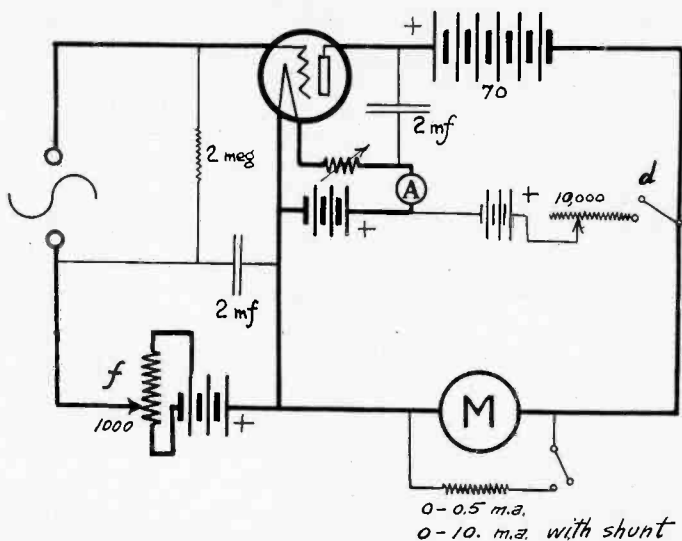 +
70
2 mf
2 meg
A
d
+
10,000
+
2 mf
f
1000
+
M
0-0.5 m.a.
0-10. m.a. with shunt